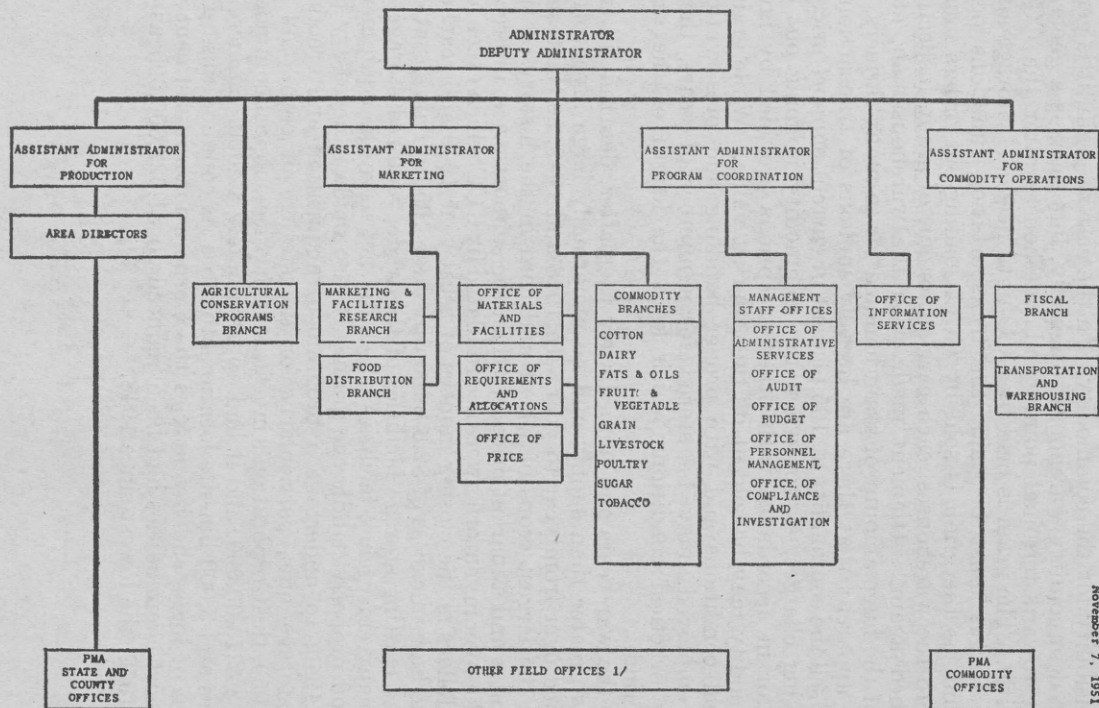 ADMINISTRATOR
DEPUTY ADMINISTRATOR
ASSISTANT ADMINISTRATOR
FOR
PRODUCTION
ASSISTANT ADMINISTRATOR
FOR
MARKETING
ASSISTANT ADMINISTRATOR
FOR
PROGRAM COORDINATION
ASSISTANT ADMINISTRATOR
FOR
COMMODITY OPERATIONS
AREA DIRECTORS
AGRICULTURAL
CONSERVATION
PROGRAMS
BRANCH
MARKETING &
FACILITIES
RESEARCH
BRANCH
FOOD
DISTRIBUTION
BRANCH
OFFICE OF
MATERIALS
AND
FACILITIES
OFFICE OF
REQUIREMENTS
AND
ALLOCATIONS
OFFICE OF
PRICE
COMMODITY
BRANCHES
COTTON
DAIRY
FATS & OILS
FRUIT &
VEGETABLE
GRAIN
LIVESTOCK
POULTRY
SUGAR
TOBACCO
MANAGEMENT
STAFF OFFICES
OFFICE OF
ADMINISTRATIVE
SERVICES
OFFICE OF
AUDIT
OFFICE OF
BUDGET
OFFICE OF
PERSONNEL
MANAGEMENT
OFFICE OF
COMPLIANCE
AND
INVESTIGATION
OFFICE OF
INFORMATION
SERVICES
FISCAL
BRANCH
TRANSPORTATION
AND
WAREHOUSING
BRANCH
PMA
STATE AND
COUNTY
OFFICES
OTHER FIELD OFFICES 1/
PMA
COMMODITY
OFFICES
November 7, 1951